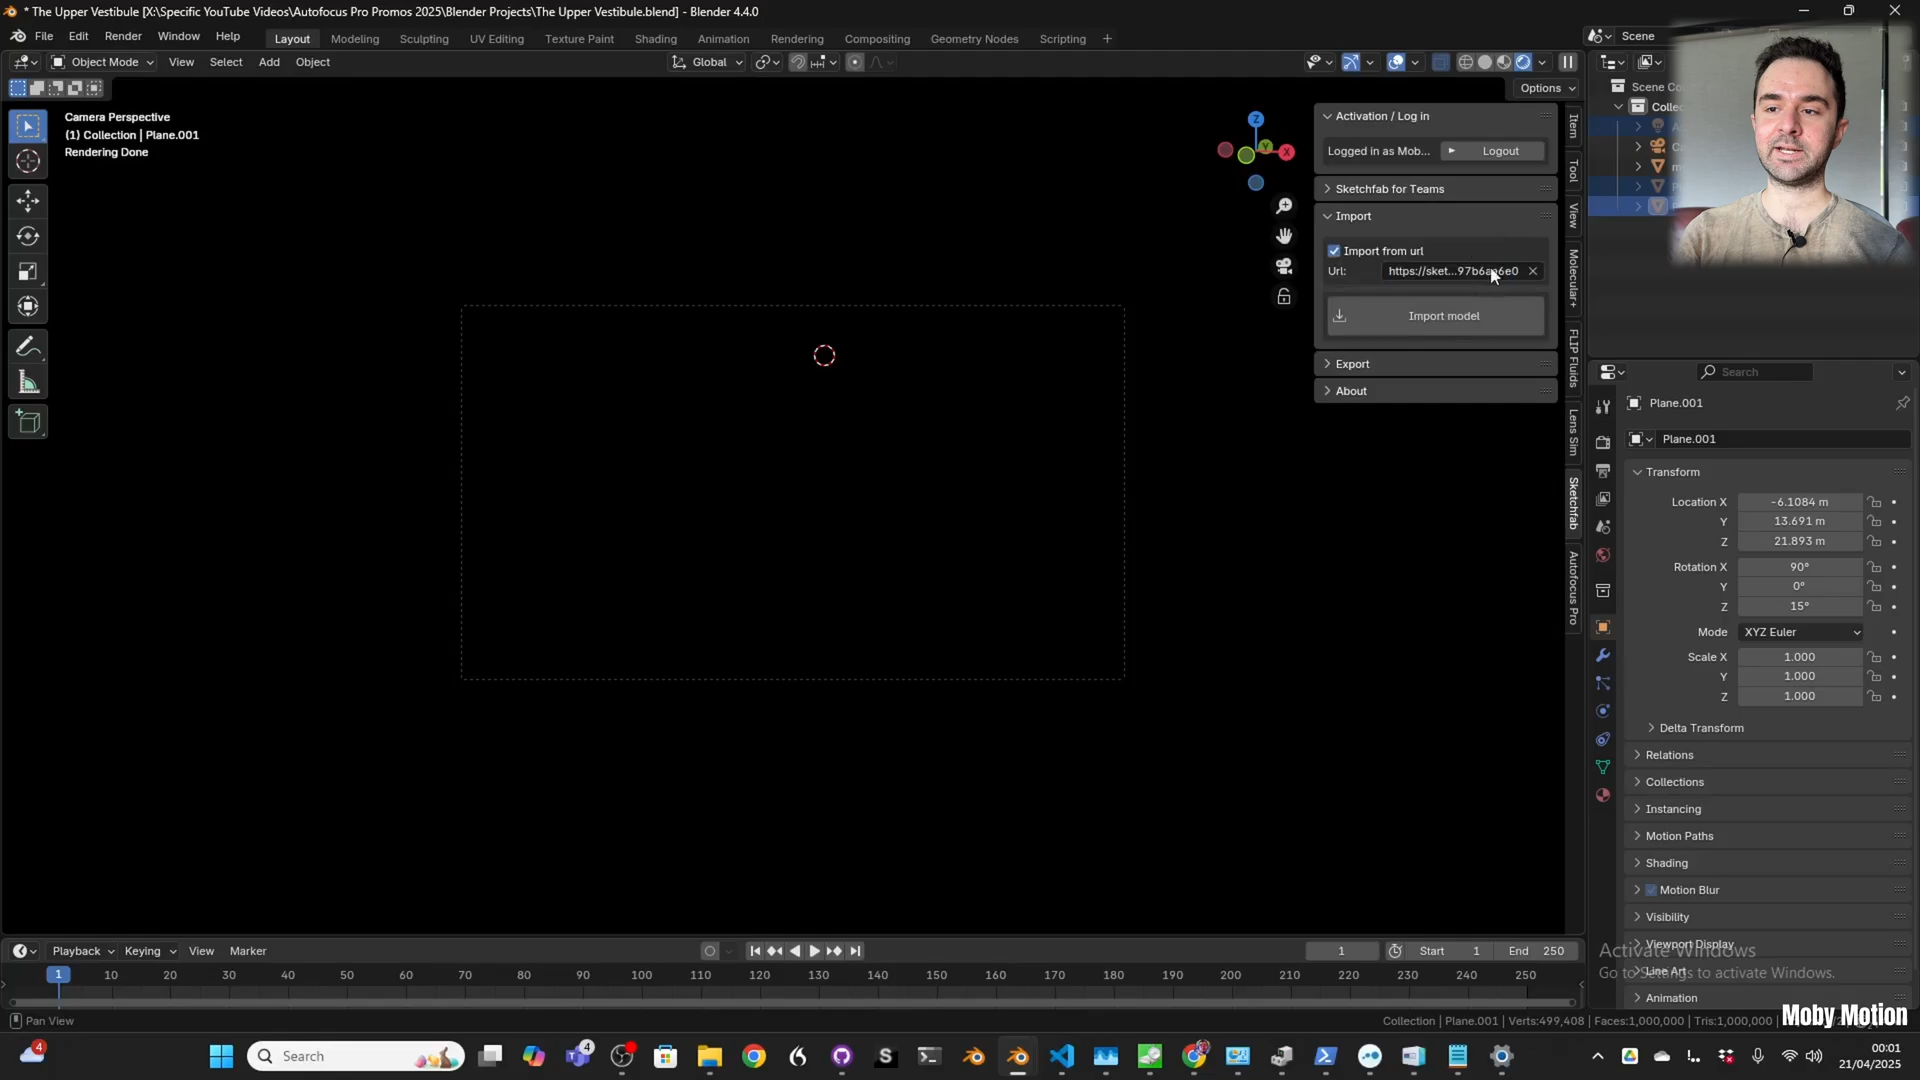 * The Upper Vestibule [X:\Specific YouTube Videos\Autofocus Pro Promos 2025\Blender Projects\The Upper Vestibule.blend] - Blender 4.4.0
File Edit Render Window Help
Layout Modeling Sculpting UV Editing Texture Paint Shading Animation Rendering Compositing Geometry Nodes Scripting +
Scene
Object Mode View Select Add Object
Global
Options
Camera Perspective
(1) Collection | Plane.001
Rendering Done
Z
Y
X
Activation / Log in
Logged in as Mob... Logout
Sketchfab for Teams
Import
Import from url
Url: https://sket...97b6aa6e0
Import model
Export
About
Item
Tool
View
Molecular+
FLIP Fluids
Lens Sim
Sketchfab
Autofocus Pro
Search
Plane.001
Plane.001
Transform
Location X -6.1084 m
Y 13.691 m
Z 21.893 m
Rotation X 90°
Y 0°
Z 15°
Mode XYZ Euler
Scale X 1.000
Y 1.000
Z 1.000
Delta Transform
Relations
Collections
Instancing
Motion Paths
Shading
Motion Blur
Visibility
Viewport Display
Line Art
Animation
Activate Windows
Go to Settings to activate Windows.
Playback Keying View Marker
1 Start 1 End 250
1 10 20 30 40 50 60 70 80 90 100 110 120 130 140 150 160 170 180 190 200 210 220 230 240 250
Pan View
Collection | Plane.001 | Verts:499,408 | Faces:1,000,000 | Tris:1,000,000 |
Moby Motion
4
Search
4
00:01
21/04/2025